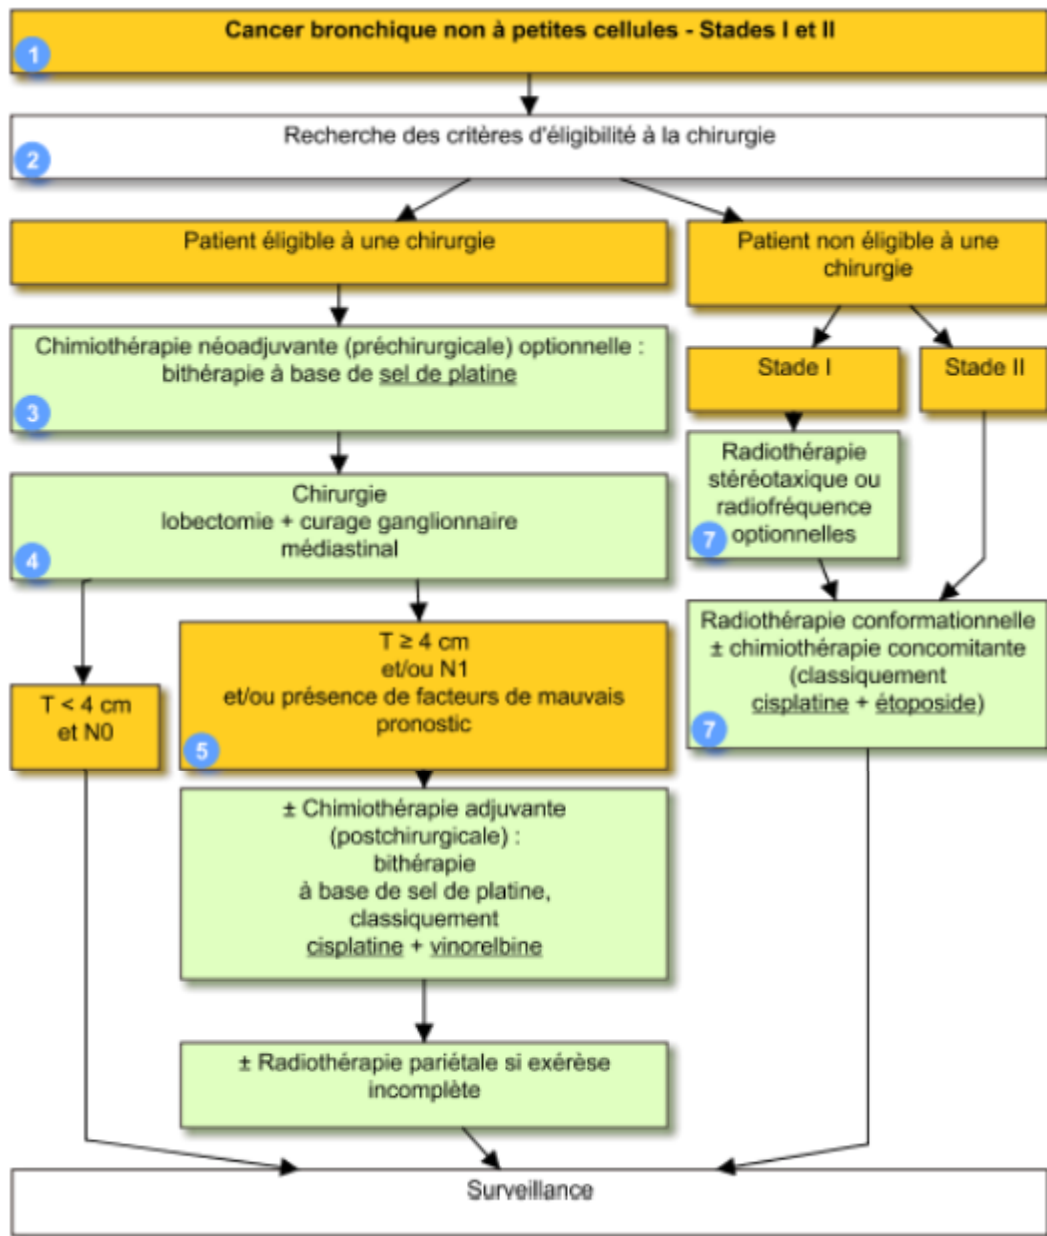 Cancer bronchique non à petites cellules - Stades I et II
1
Recherche des critères d'éligibilité à la chirurgie
2
Patient éligible à une chirurgie
Patient non éligible à une
chirurgie
Chimiothérapie néoadjuvante (préchirurgicale) optionnelle :
bithérapie à base de sel de platine
3
Stade I
Stade II
Radiothérapie
stéréotaxique ou
radiofréquence
optionnelles
7
Chirurgie
lobectomie + curage ganglionnaire
médiastinal
4
T < 4 cm
et N0
T ≥ 4 cm
et/ou N1
et/ou présence de facteurs de mauvais
pronostic
5
Radiothérapie conformationnelle
± chimiothérapie concomitante
(classiquement
cisplatine + étoposide)
7
± Chimiothérapie adjuvante
(postchirurgicale) :
bithérapie
à base de sel de platine,
classiquement
cisplatine + vinorelbine
± Radiothérapie pariétale si exérèse
incomplète
Surveillance